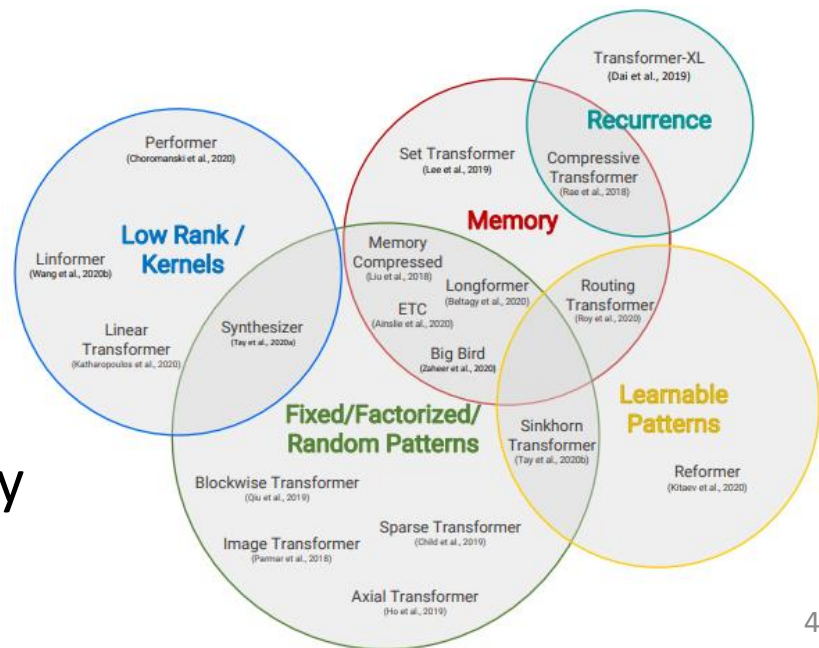 Transformer-XL
(Dai et al., 2019)
Recurrence
Performer
(Choromanski et al., 2020)
Set Transformer
(Lee et al., 2019)
Compressive
Transformer
(Rae et al., 2018)
Memory
Low Rank /
Kernels
Linformer
(Wang et al., 2020b)
Memory
Compressed
(Liu et al., 2018)
Longformer
(Beltagy et al., 2020)
Routing
Transformer
(Roy et al., 2020)
ETC
(Ainslie et al., 2020)
Linear
Transformer
(Katharopoulos et al., 2020)
Synthesizer
(Tay et al., 2020a)
Big Bird
(Zaheer et al., 2020)
Fixed/Factorized/
Random Patterns
Learnable
Patterns
Sinkhorn
Transformer
(Tay et al., 2020b)
Reformer
(Kitaev et al., 2020)
y
Blockwise Transformer
(Qiu et al., 2019)
Sparse Transformer
(Child et al., 2019)
Image Transformer
(Parmar et al., 2018)
Axial Transformer
(Ho et al., 2019)
4